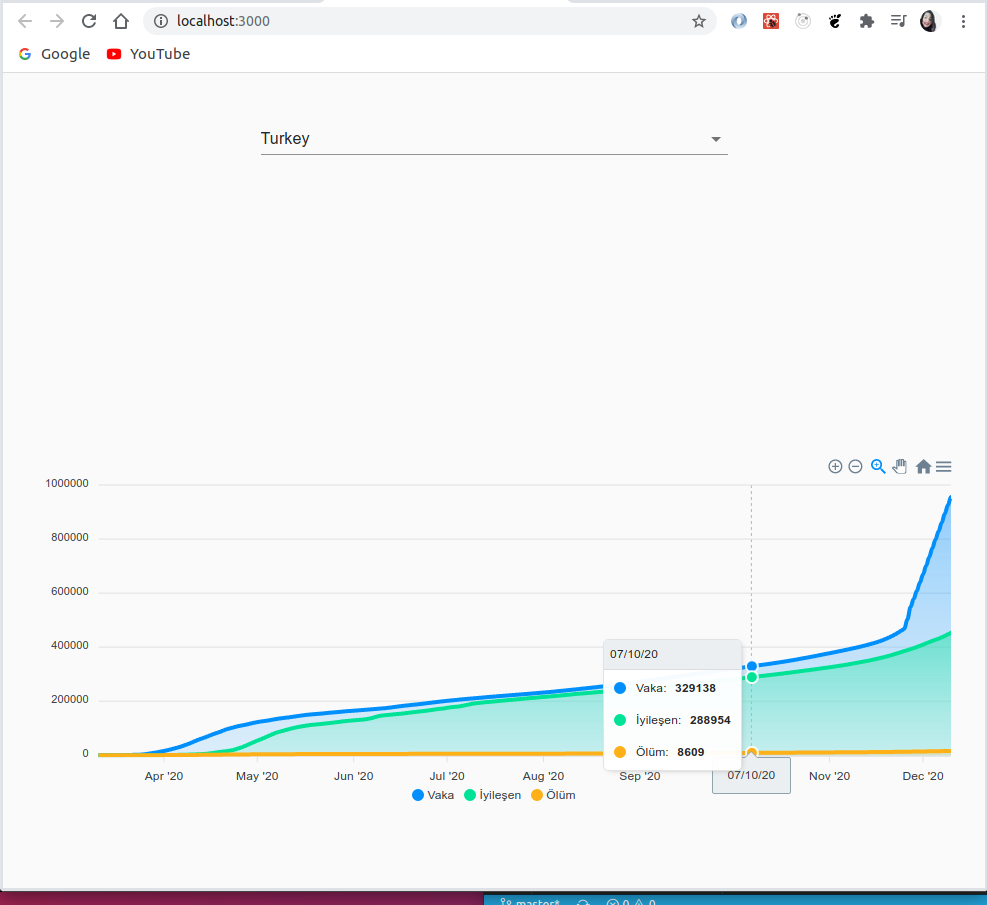 localhost:3000
Google YouTube
Turkey
1000000
800000
600000
400000
200000
0
07/10/20
Vaka: 329138
İyileşen: 288954
Ölüm: 8609
Apr '20 May '20 Jun '20 Jul '20 Aug '20 Sep '20 07/10/20 Nov '20 Dec '20
Vaka İyileşen Ölüm
master* 0 0